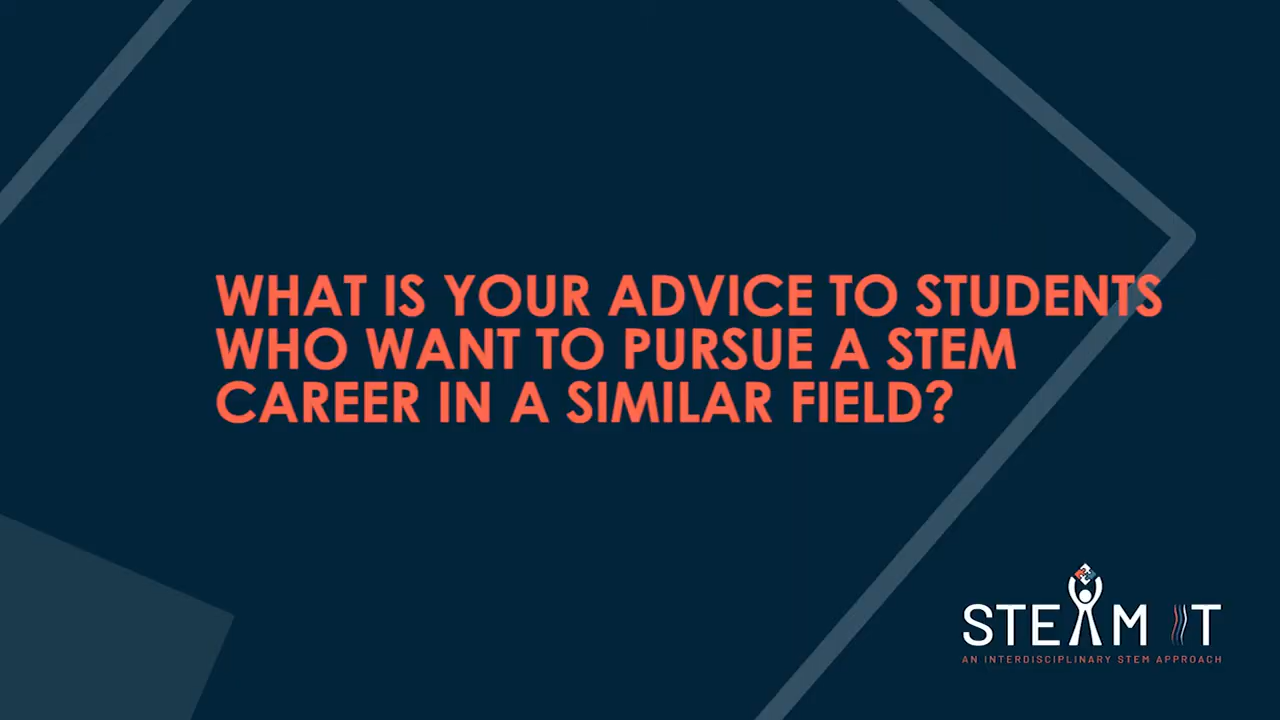 WHAT IS YOUR ADVICE TO STUDENTS
WHO WANT TO PURSUE A STEM
CAREER IN A SIMILAR FIELD?
STEAM IT
AN INTERDISCIPLINARY STEM APPROACH